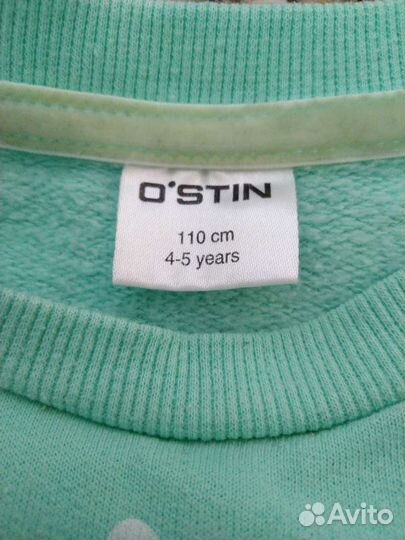 O'STIN
110 cm
4-5 years
Avito